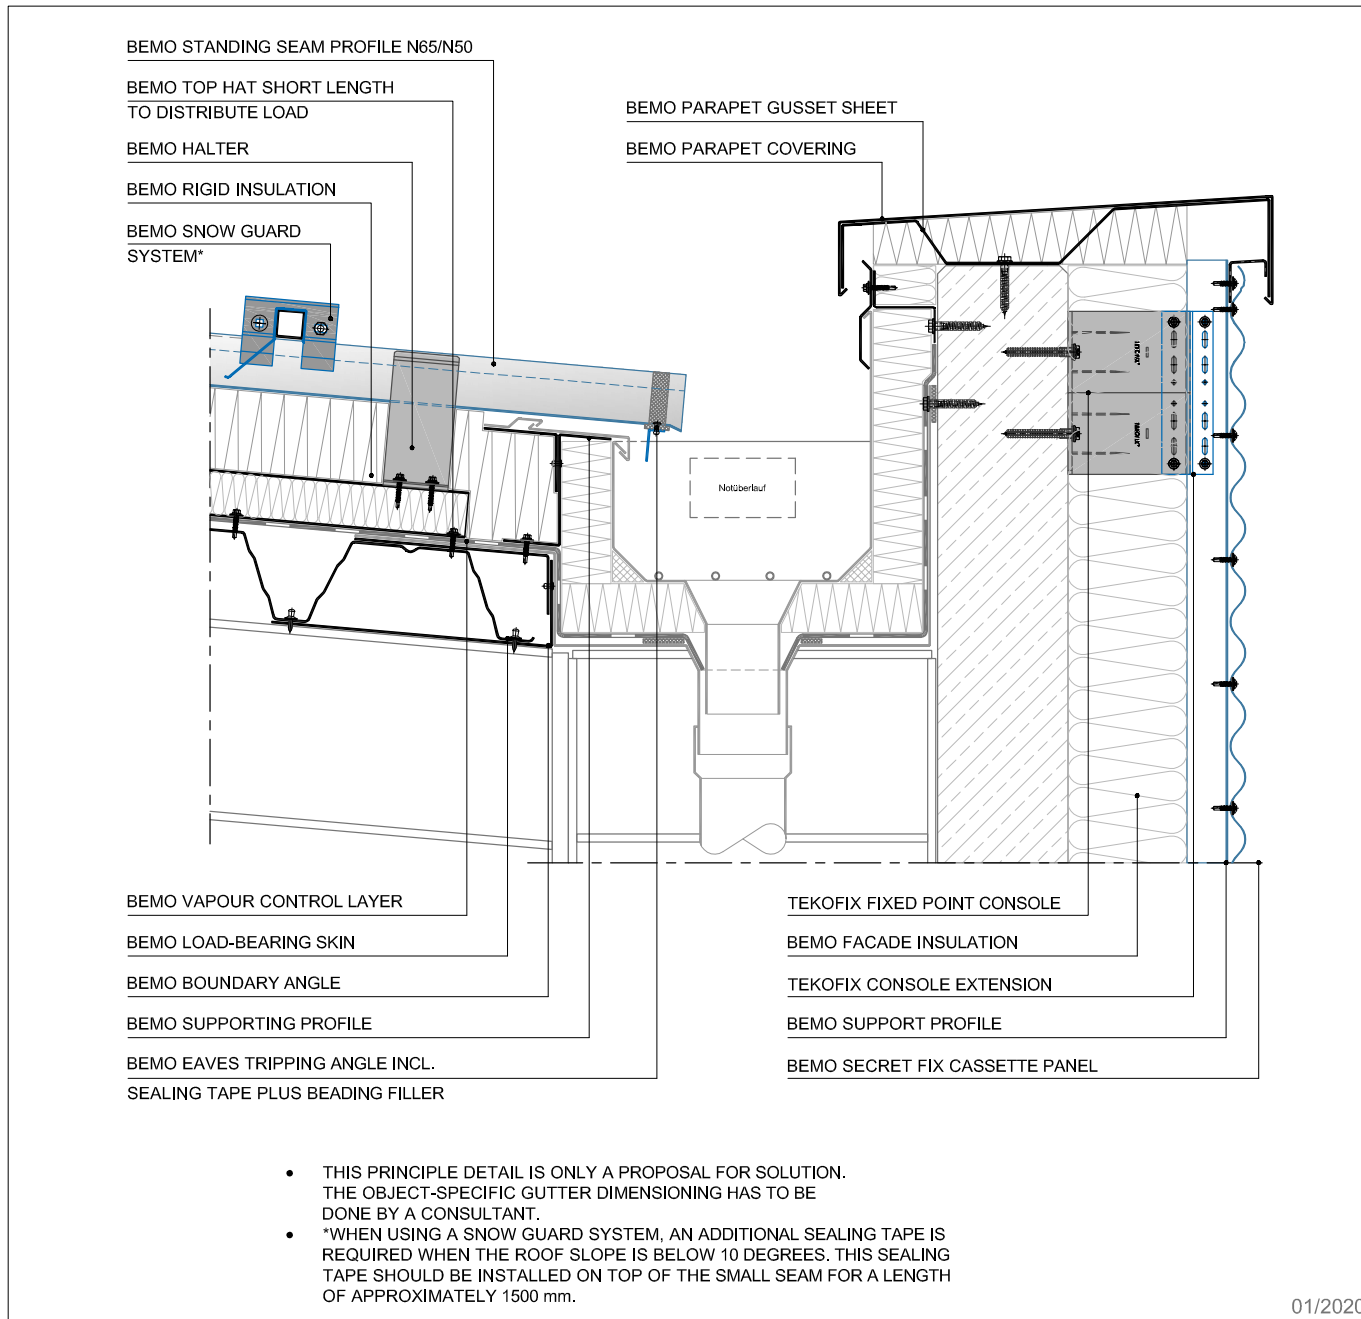 BEMO STANDING SEAM PROFILE N65/N50
BEMO TOP HAT SHORT LENGTH
TO DISTRIBUTE LOAD
BEMO HALTER
BEMO RIGID INSULATION
BEMO SNOW GUARD
SYSTEM*
BEMO PARAPET GUSSET SHEET
BEMO PARAPET COVERING
Notüberlauf
BEMO VAPOUR CONTROL LAYER
BEMO LOAD-BEARING SKIN
BEMO BOUNDARY ANGLE
BEMO SUPPORTING PROFILE
BEMO EAVES TRIPPING ANGLE INCL.
SEALING TAPE PLUS BEADING FILLER
TEKOFIX FIXED POINT CONSOLE
BEMO FACADE INSULATION
TEKOFIX CONSOLE EXTENSION
BEMO SUPPORT PROFILE
BEMO SECRET FIX CASSETTE PANEL
• THIS PRINCIPLE DETAIL IS ONLY A PROPOSAL FOR SOLUTION.
THE OBJECT-SPECIFIC GUTTER DIMENSIONING HAS TO BE
DONE BY A CONSULTANT.
• *WHEN USING A SNOW GUARD SYSTEM, AN ADDITIONAL SEALING TAPE IS
REQUIRED WHEN THE ROOF SLOPE IS BELOW 10 DEGREES. THIS SEALING
TAPE SHOULD BE INSTALLED ON TOP OF THE SMALL SEAM FOR A LENGTH
OF APPROXIMATELY 1500 mm.
01/2020